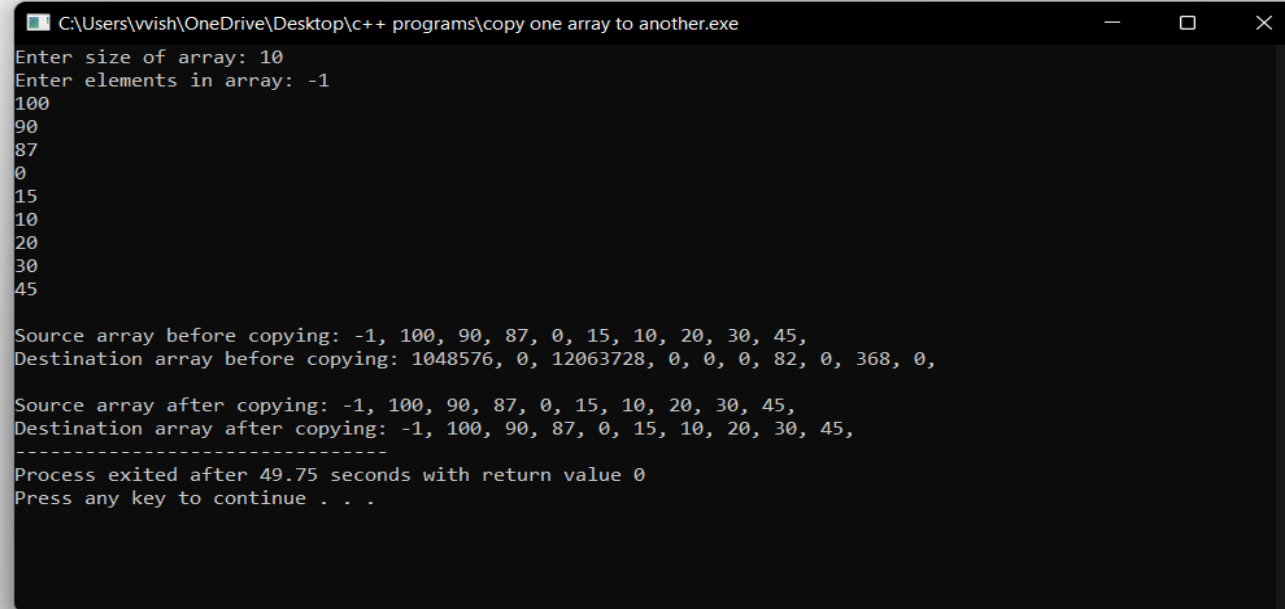 C:\Users\vvish\OneDrive\Desktop\c++ programs\copy one array to another.exe
Enter size of array: 10
Enter elements in array: -1
100
90
87
0
15
10
20
30
45
Source array before copying: -1, 100, 90, 87, 0, 15, 10, 20, 30, 45,
Destination array before copying: 1048576, 0, 12063728, 0, 0, 0, 82, 0, 368, 0,
Source array after copying: -1, 100, 90, 87, 0, 15, 10, 20, 30, 45,
Destination array after copying: -1, 100, 90, 87, 0, 15, 10, 20, 30, 45,
--------------------------------
Process exited after 49.75 seconds with return value 0
Press any key to continue . . .